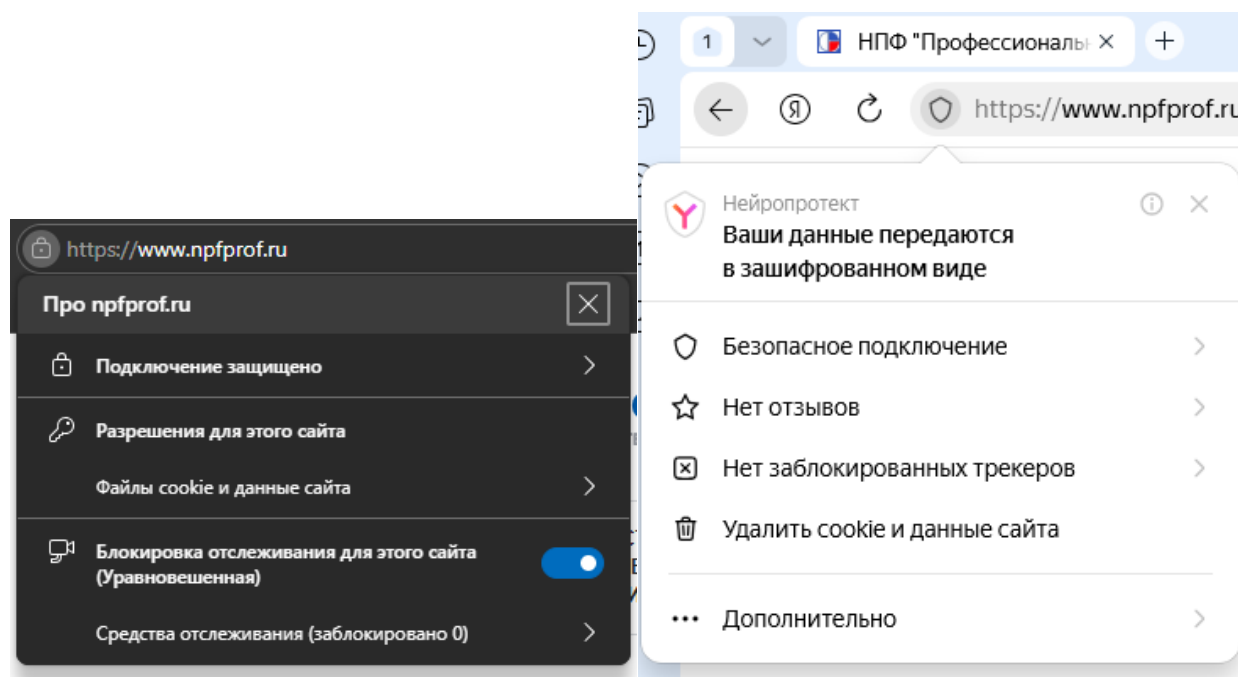 https://www.npfprof.ru
Про npfprof.ru
Подключение защищено
Разрешения для этого сайта
Файлы cookie и данные сайта
Блокировка отслеживания для этого сайта
(Уравновешенная)
Средства отслеживания (заблокировано 0)
1
НПФ "Профессиональ
https://www.npfprof.ru
Нейропротект
Ваши данные передаются
в зашифрованном виде
Безопасное подключение
Нет отзывов
Нет заблокированных трекеров
Удалить cookie и данные сайта
Дополнительно